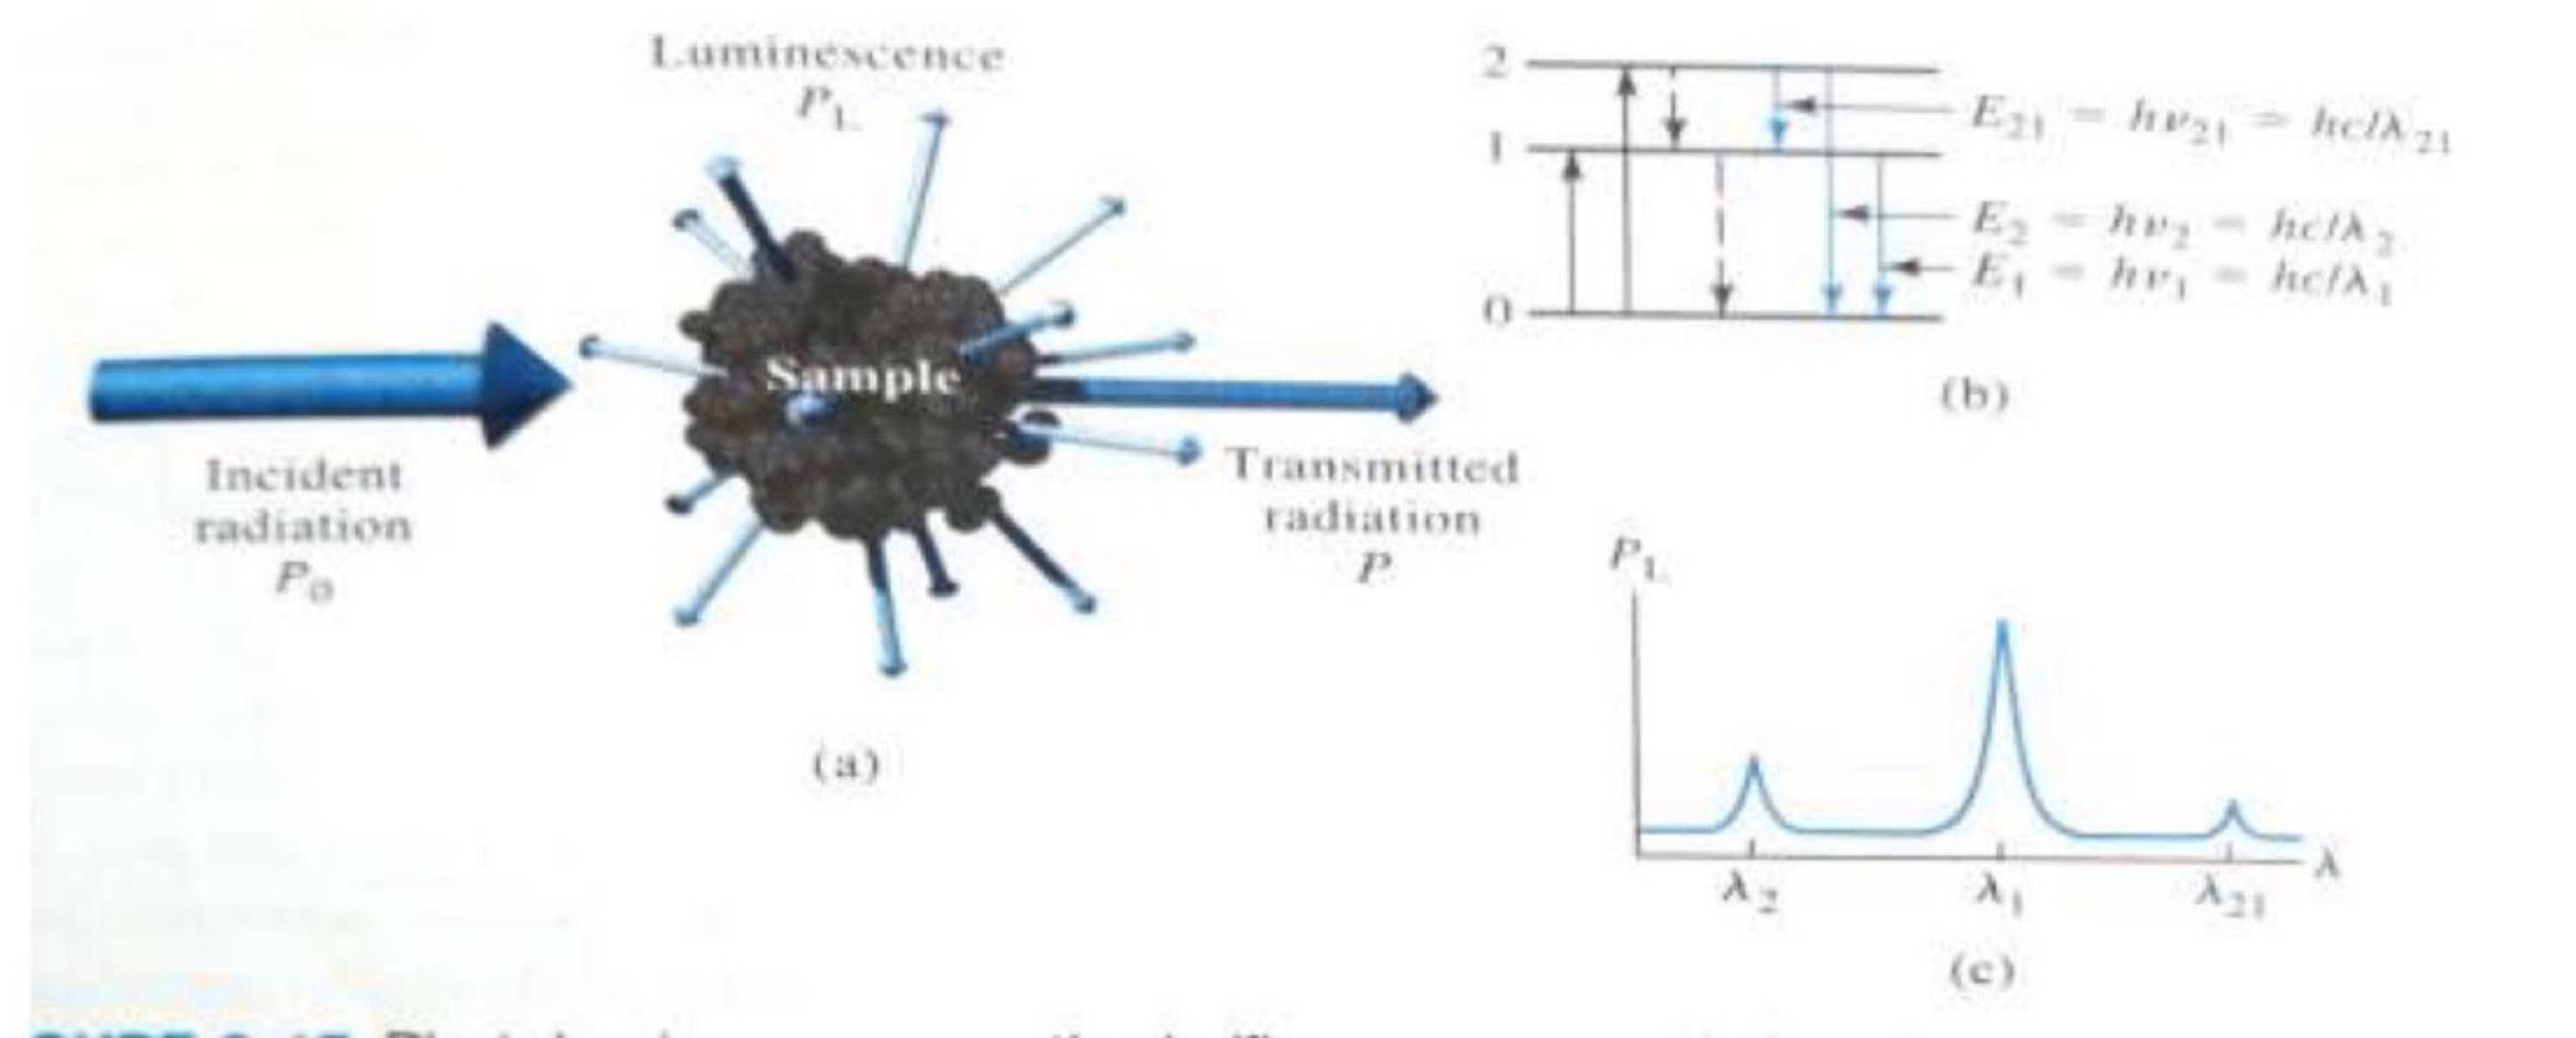 Luminescence
P_L
Sample
Incident
radiation
P_0
Transmitted
radiation
P
(a)
2
1
0
E_21 = hν_21 = hc/λ_21
E_2 = hν_2 = hc/λ_2
E_1 = hν_1 = hc/λ_1
(b)
P_L
λ_2 λ_1 λ_21 λ
(c)